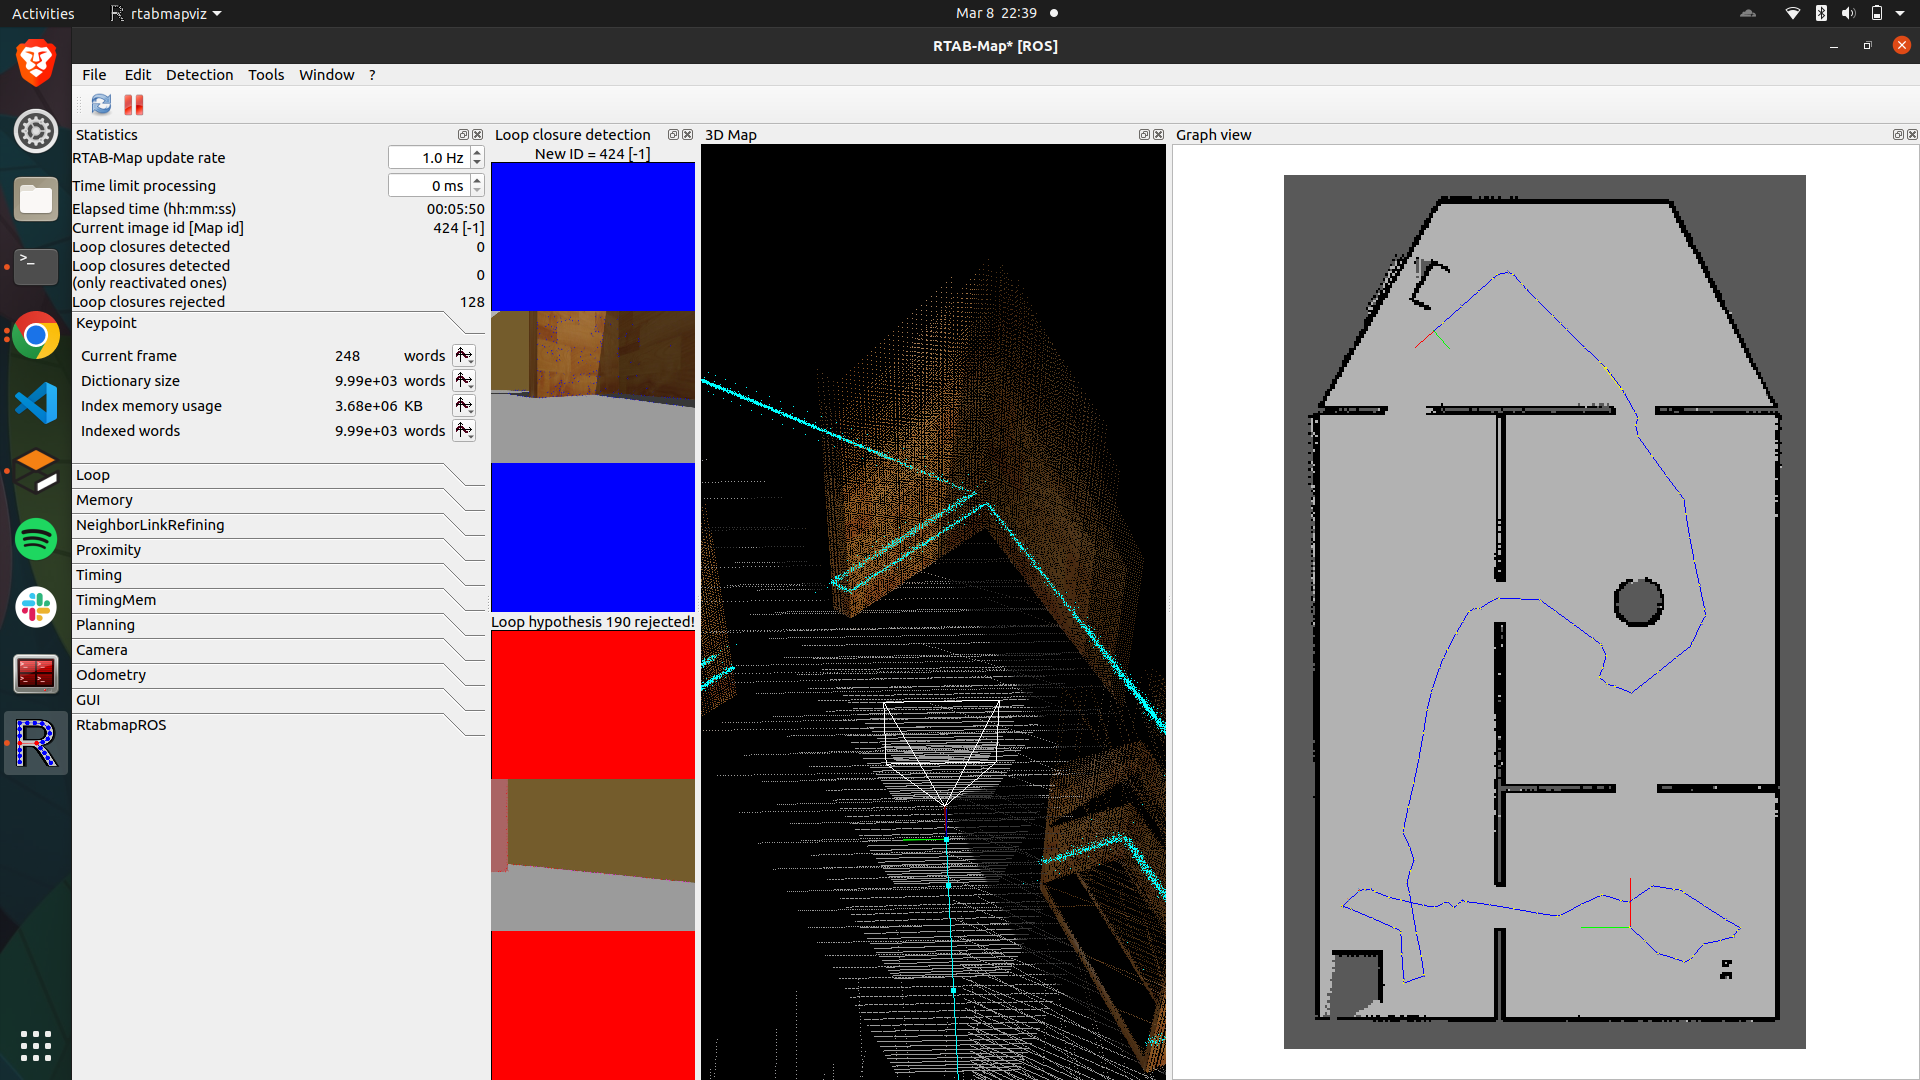 Activities
rtabmapviz
Mar 8 22:39
RTAB-Map* [ROS]
File Edit Detection Tools Window ?
Statistics
RTAB-Map update rate 1.0 Hz
Time limit processing 0 ms
Elapsed time (hh:mm:ss) 00:05:50
Current image id [Map id] 424 [-1]
Loop closures detected 0
Loop closures detected
(only reactivated ones) 0
Loop closures rejected 128
Keypoint
Current frame 248 words
Dictionary size 9.99e+03 words
Index memory usage 3.68e+06 KB
Indexed words 9.99e+03 words
Loop
Memory
NeighborLinkRefining
Proximity
Timing
TimingMem
Planning
Camera
Odometry
GUI
RtabmapROS
Loop closure detection
New ID = 424 [-1]
Loop hypothesis 190 rejected!
3D Map
Graph view